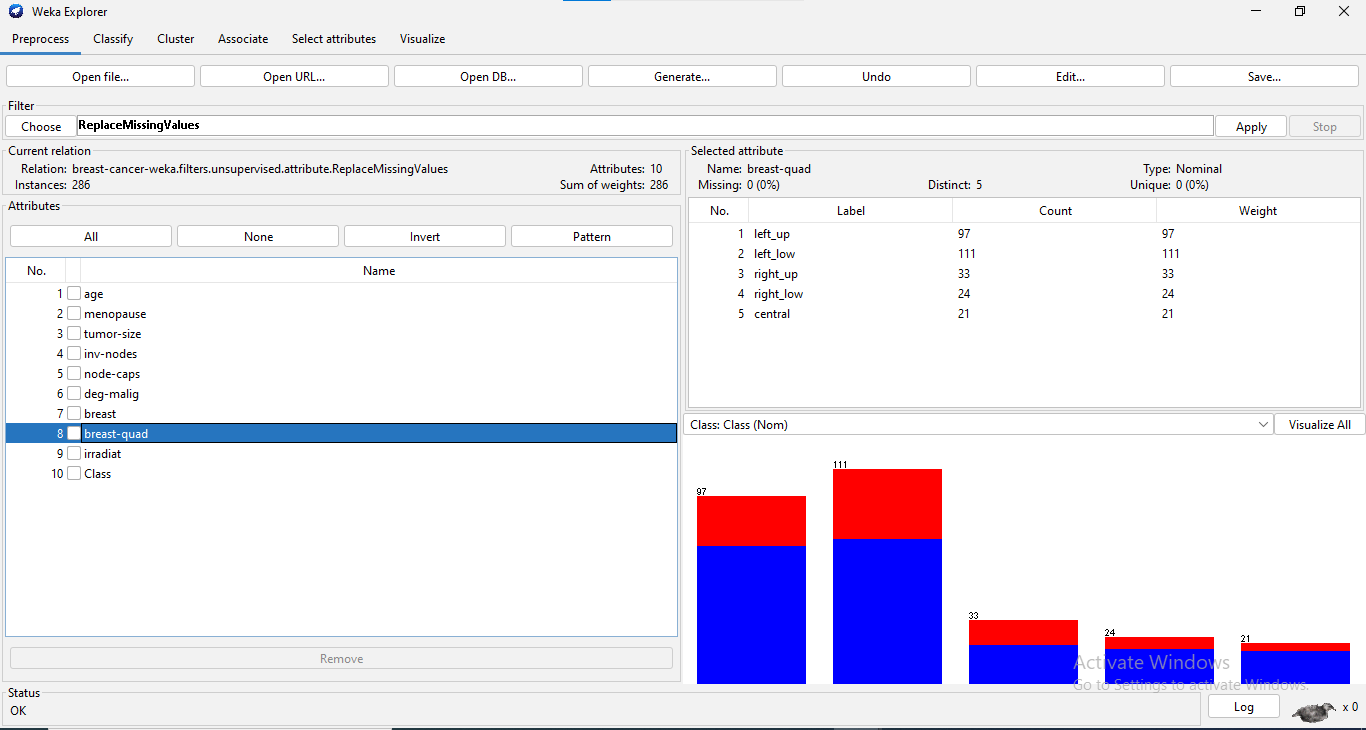 Weka Explorer
Preprocess Classify Cluster Associate Select attributes Visualize
Open file... Open URL... Open DB... Generate... Undo Edit... Save...
Filter
Choose ReplaceMissingValues Apply Stop
Current relation
Relation: breast-cancer-weka.filters.unsupervised.attribute.ReplaceMissingValues Attributes: 10
Instances: 286 Sum of weights: 286
Attributes
All None Invert Pattern
No. Name
1 age
2 menopause
3 tumor-size
4 inv-nodes
5 node-caps
6 deg-malig
7 breast
8 breast-quad
9 irradiat
10 Class
Remove
Selected attribute
Name: breast-quad Type: Nominal
Missing: 0 (0%) Distinct: 5 Unique: 0 (0%)
No. Label Count Weight
1 left_up 97 97
2 left_low 111 111
3 right_up 33 33
4 right_low 24 24
5 central 21 21
Class: Class (Nom) Visualize All
97
111
33
24
21
Activate Windows
Go to Settings to activate Windows.
Status
OK
Log x 0